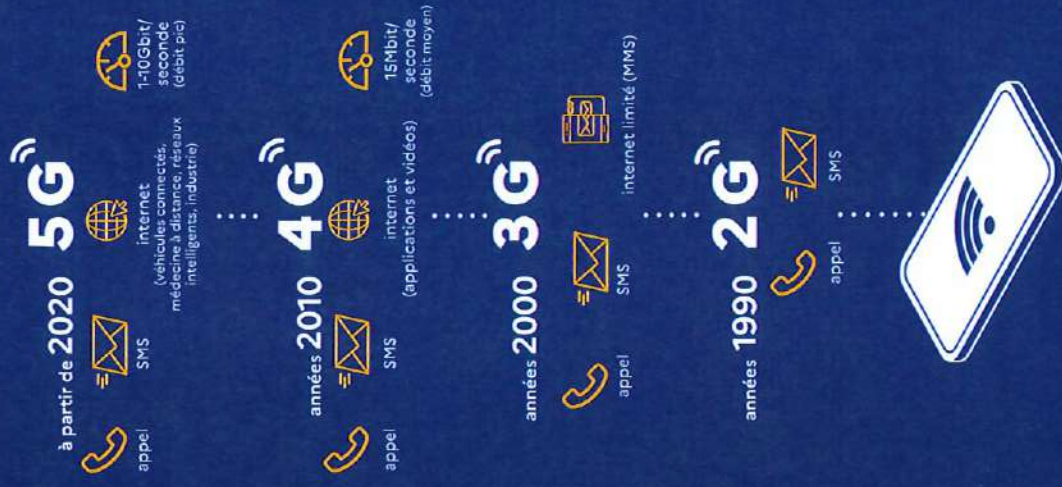 à partir de 2020 5G
appel
SMS
internet
(véhicules connectés,
médecine à distance, réseaux
intelligents, industrie)
1-10Gbit/
seconde
(débit pic)
années 2010 4G
appel
SMS
internet
(applications et vidéos)
15Mbit/
seconde
(débit moyen)
années 2000 3G
appel
SMS
internet limité (MMS)
années 1990 2G
appel
SMS